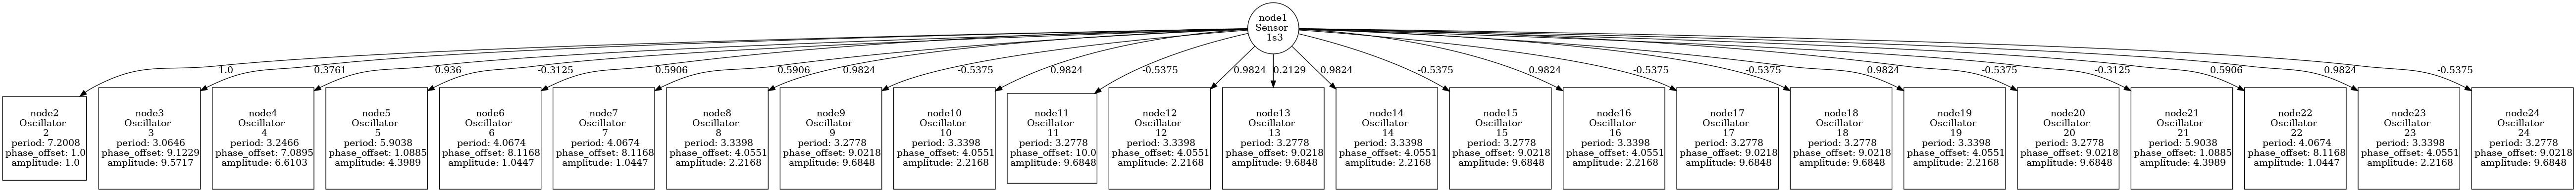 node1
Sensor
1s3
1.0
0.3761
0.936
-0.3125
0.5906
0.5906
0.9824
-0.5375
0.9824
-0.5375
0.9824
0.2129
0.9824
-0.5375
0.9824
-0.5375
-0.5375
0.9824
-0.5375
-0.3125
0.5906
0.9824
-0.5375
node2
Oscillator
2
period: 7.2008
phase_offset: 1.0
amplitude: 1.0
node3
Oscillator
3
period: 3.0646
phase_offset: 9.1229
amplitude: 9.5717
node4
Oscillator
4
period: 3.2466
phase_offset: 7.0895
amplitude: 6.6103
node5
Oscillator
5
period: 5.9038
phase_offset: 1.0885
amplitude: 4.3989
node6
Oscillator
6
period: 4.0674
phase_offset: 8.1168
amplitude: 1.0447
node7
Oscillator
7
period: 4.0674
phase_offset: 8.1168
amplitude: 1.0447
node8
Oscillator
8
period: 3.3398
phase_offset: 4.0551
amplitude: 2.2168
node9
Oscillator
9
period: 3.2778
phase_offset: 9.0218
amplitude: 9.6848
node10
Oscillator
10
period: 3.3398
phase_offset: 4.0551
amplitude: 2.2168
node11
Oscillator
11
period: 3.2778
phase_offset: 10.0
amplitude: 9.6848
node12
Oscillator
12
period: 3.3398
phase_offset: 4.0551
amplitude: 2.2168
node13
Oscillator
13
period: 3.2778
phase_offset: 9.0218
amplitude: 9.6848
node14
Oscillator
14
period: 3.3398
phase_offset: 4.0551
amplitude: 2.2168
node15
Oscillator
15
period: 3.2778
phase_offset: 9.0218
amplitude: 9.6848
node16
Oscillator
16
period: 3.3398
phase_offset: 4.0551
amplitude: 2.2168
node17
Oscillator
17
period: 3.2778
phase_offset: 9.0218
amplitude: 9.6848
node18
Oscillator
18
period: 3.2778
phase_offset: 9.0218
amplitude: 9.6848
node19
Oscillator
19
period: 3.3398
phase_offset: 4.0551
amplitude: 2.2168
node20
Oscillator
20
period: 3.2778
phase_offset: 9.0218
amplitude: 9.6848
node21
Oscillator
21
period: 5.9038
phase_offset: 1.0885
amplitude: 4.3989
node22
Oscillator
22
period: 4.0674
phase_offset: 8.1168
amplitude: 1.0447
node23
Oscillator
23
period: 3.3398
phase_offset: 4.0551
amplitude: 2.2168
node24
Oscillator
24
period: 3.2778
phase_offset: 9.0218
amplitude: 9.6848